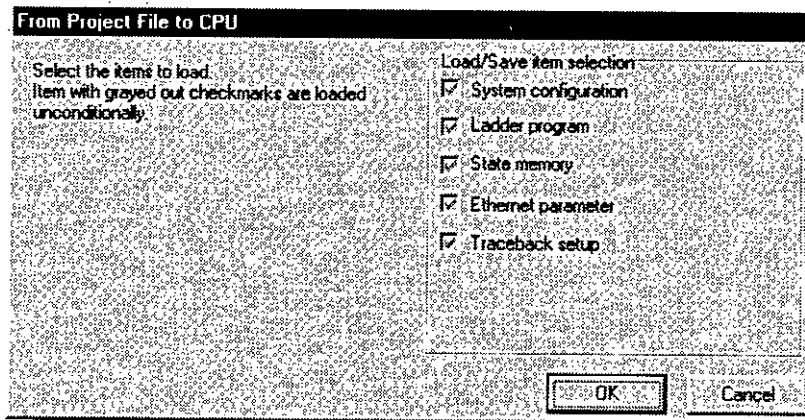 From Project File to CPU
Select the items to load.
Item with grayed out checkmarks are loaded
unconditionally.
Load/Save item selection
System configuration
Ladder program
State memory
Ethernet parameter
Traceback setup
OK
Cancel